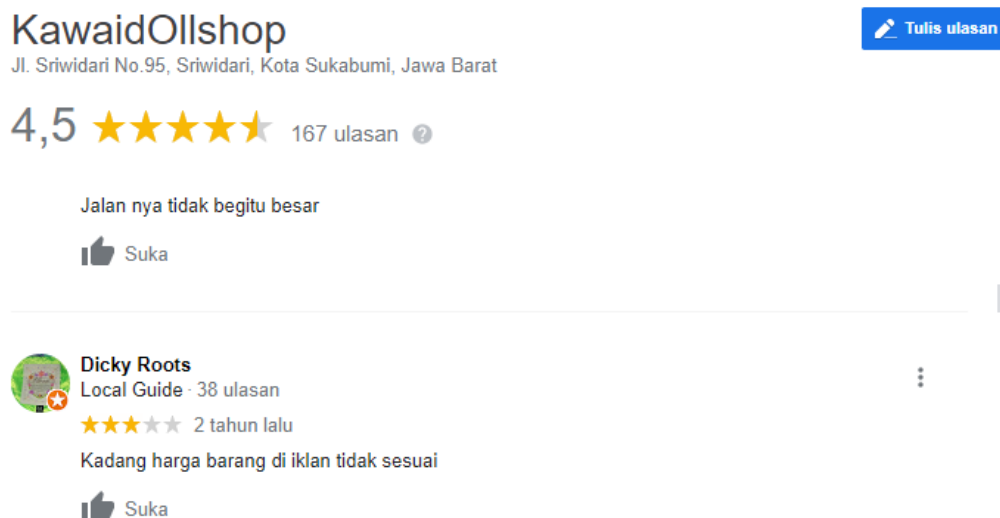 KawaidOllshop
Tulis ulasan
Jl. Sriwidari No.95, Sriwidari, Kota Sukabumi, Jawa Barat
4,5 167 ulasan ?
Jalan nya tidak begitu besar
Suka
Dicky Roots
Local Guide · 38 ulasan
2 tahun lalu
Kadang harga barang di iklan tidak sesuai
Suka